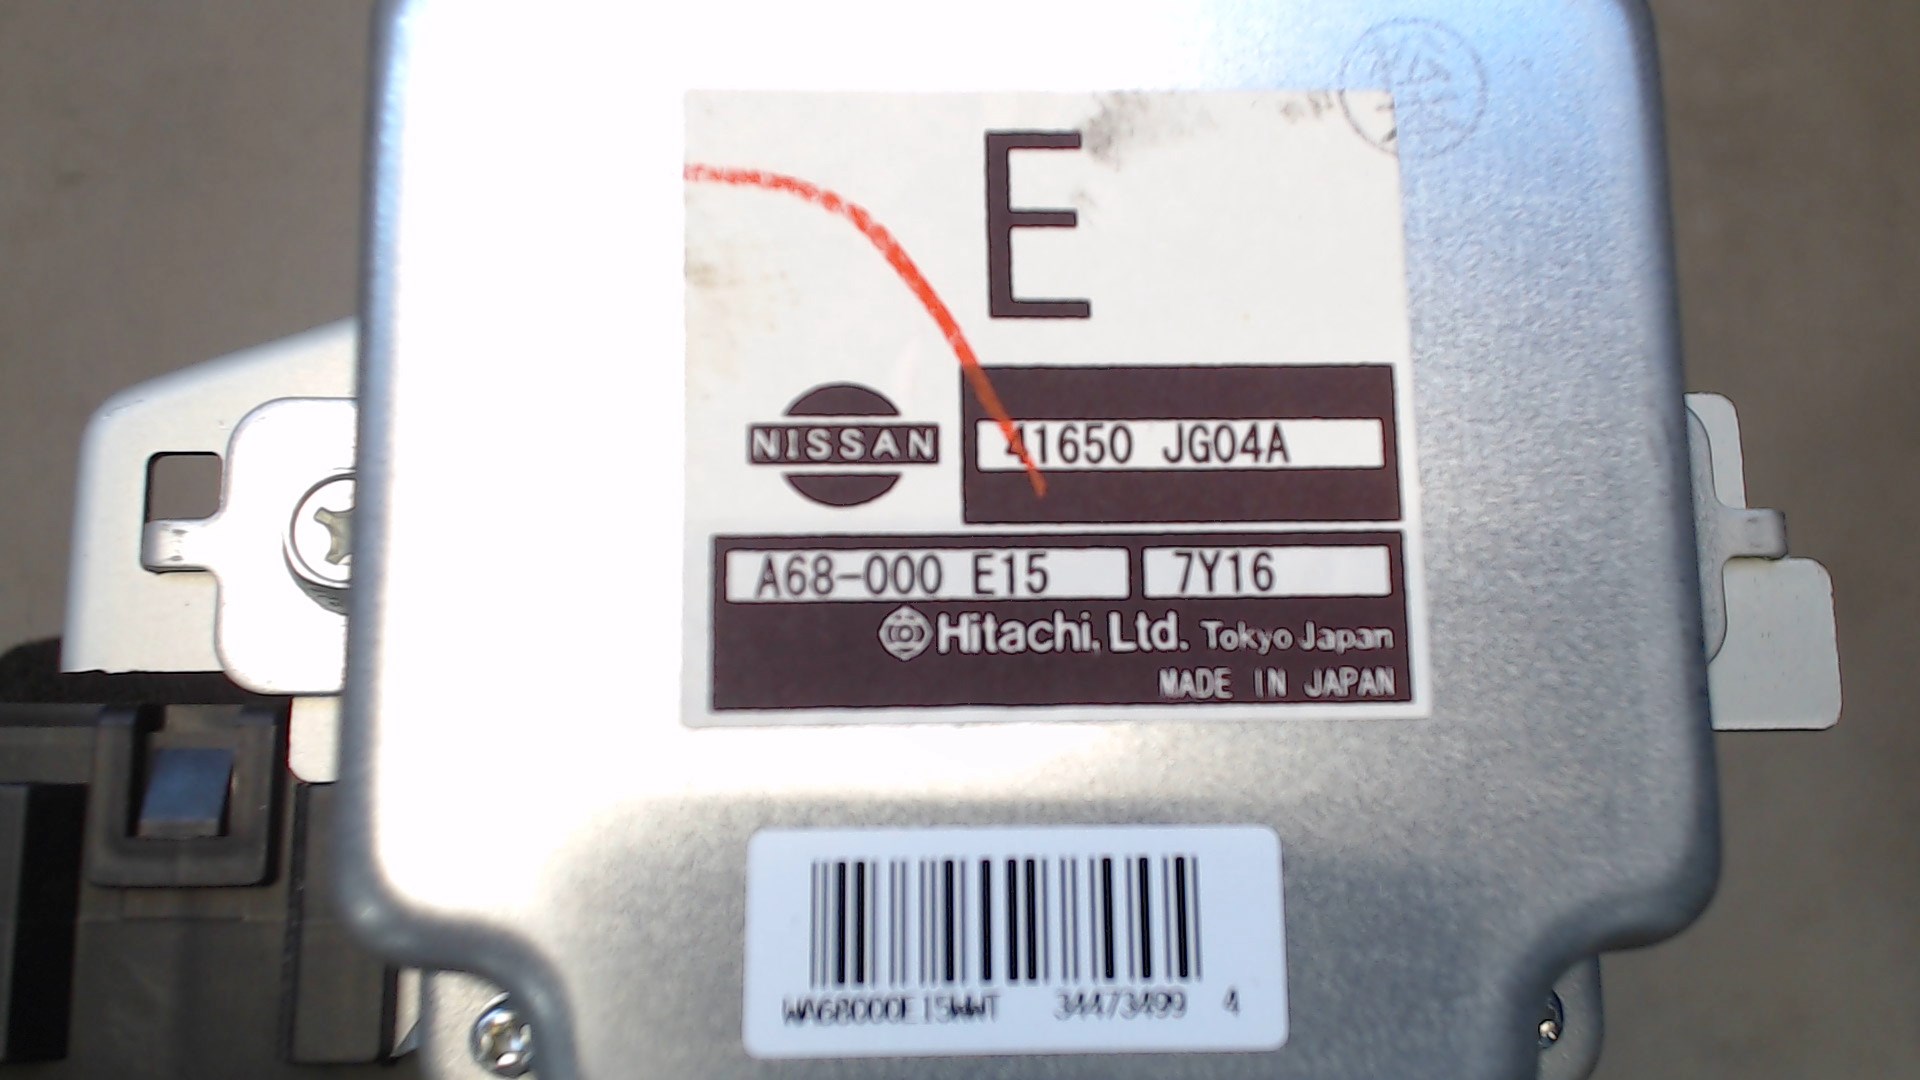 E
NISSAN
41650 JG04A
A68-000 E15 7Y16
Hitachi, Ltd. Tokyo Japan
MADE IN JAPAN
WA68000E15WWT 34473499 4